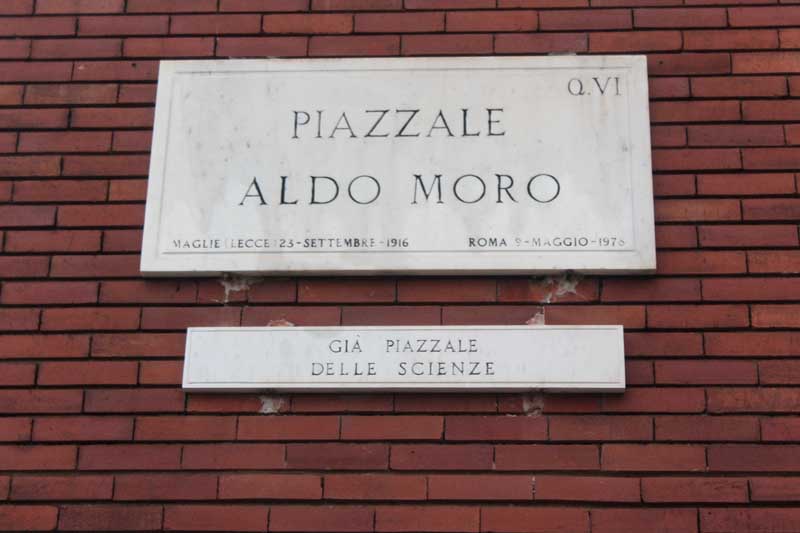 Q.VI
PIAZZALE
ALDO MORO
MAGLIE (LECCE) 23-SETTEMBRE-1916 ROMA 9-MAGGIO-1978
GIÀ PIAZZALE
DELLE SCIENZE